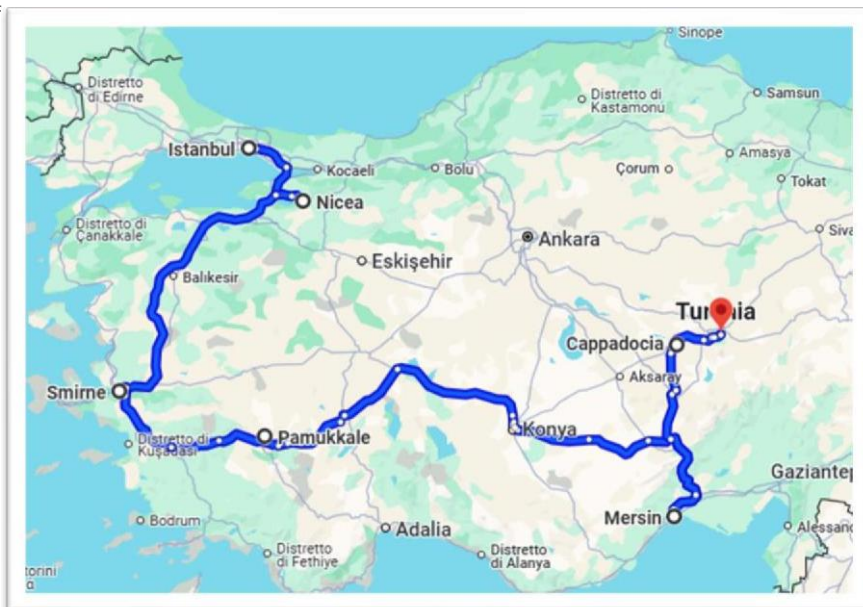 Sinope
Distretto
di Edirne
Distretto di
Kastamonu
Samsun
Istanbul
Kocaeli
Bolu
Çorum
Amasya
Tokat
Nicea
Distretto di
Çanakkale
Ankara
Siva
Eskişehir
Balıkesir
Cappadocia
Aksaray
Smirne
Distretto di
Kuşadası
Pamukkale
Konya
Gaziantep
Mersin
Bodrum
Adalia
Alessand
Distretto
di Fethiye
Distretto
di Alanya
torini